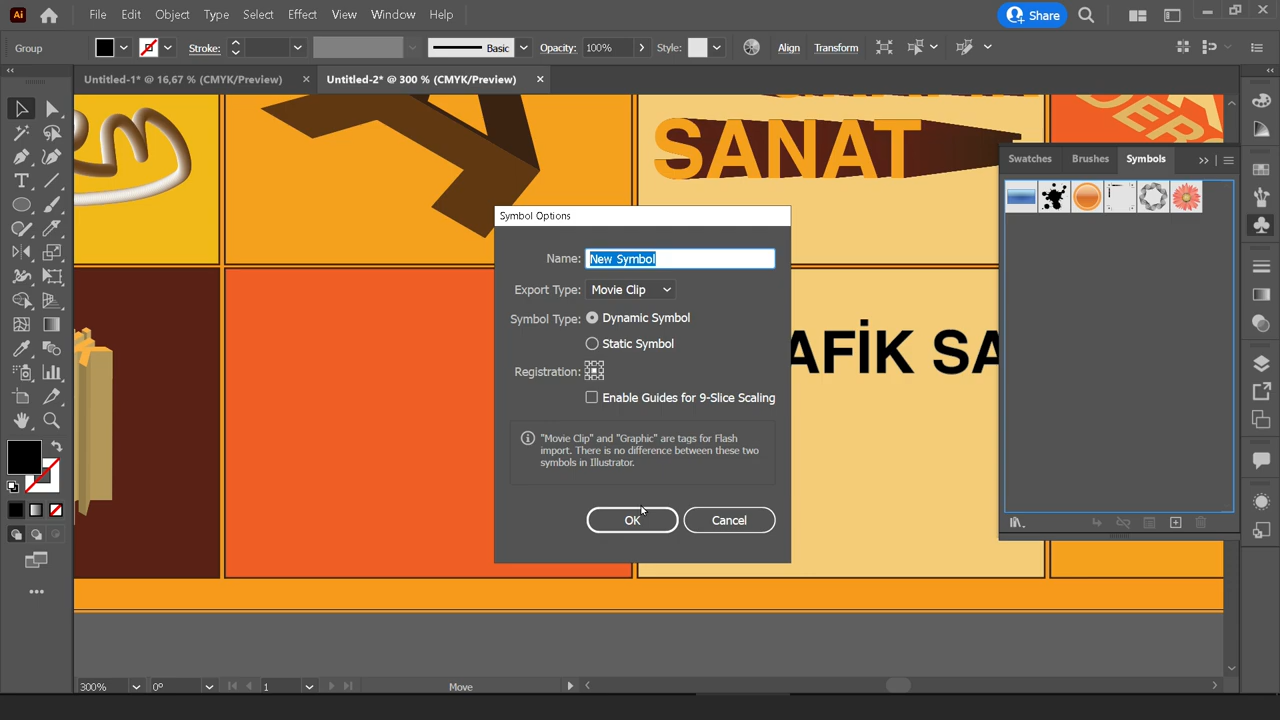 Ai File Edit Object Type Select Effect View Window Help Share
Group Stroke: Basic Opacity: 100% Style: Align Transform
Untitled-1* @ 16,67 % (CMYK/Preview) Untitled-2* @ 300 % (CMYK/Preview)
SANAT
DERG
Swatches Brushes Symbols
Symbol Options
Name: New Symbol
Export Type: Movie Clip
Symbol Type: Dynamic Symbol
Static Symbol
Registration:
Enable Guides for 9-Slice Scaling
"Movie Clip" and "Graphic" are tags for Flash
import. There is no difference between these two
symbols in Illustrator.
OK Cancel
AFİK SA
300% 0° 1 Move